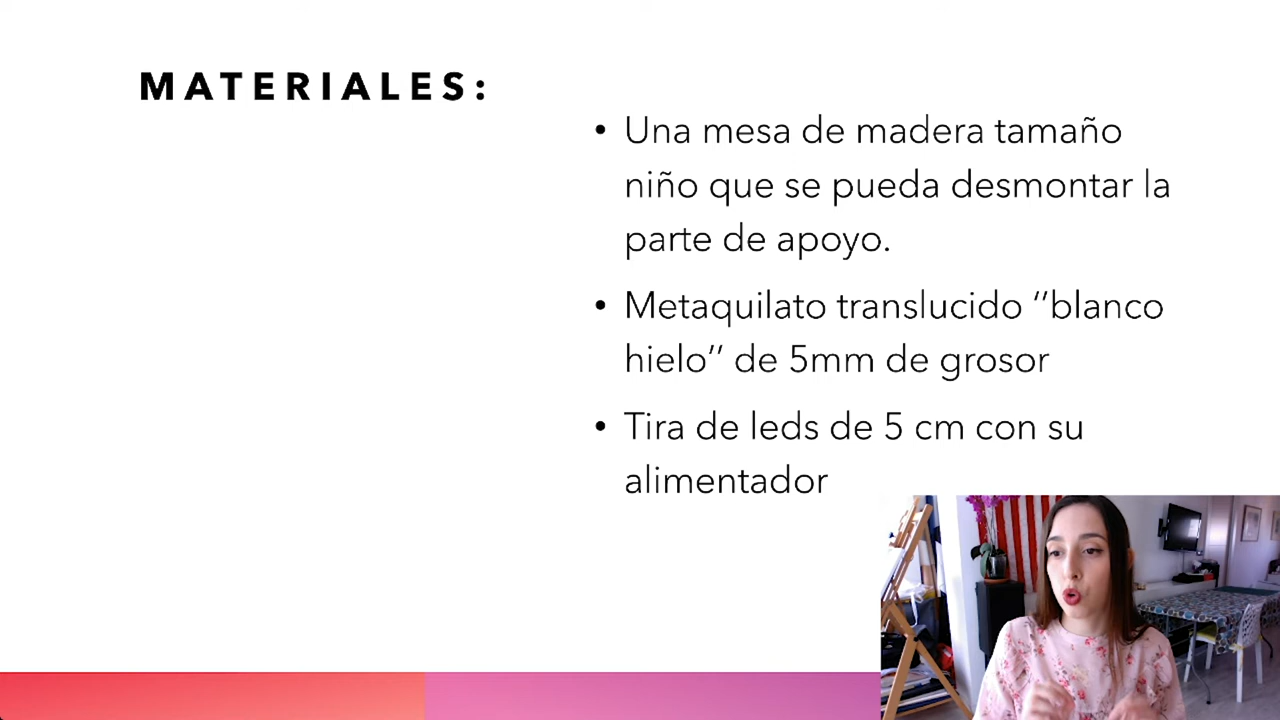 MATERIALES:
• Una mesa de madera tamaño
niño que se pueda desmontar la
parte de apoyo.
• Metaquilato translucido ‘’blanco
hielo’’ de 5mm de grosor
• Tira de leds de 5 cm con su
alimentador